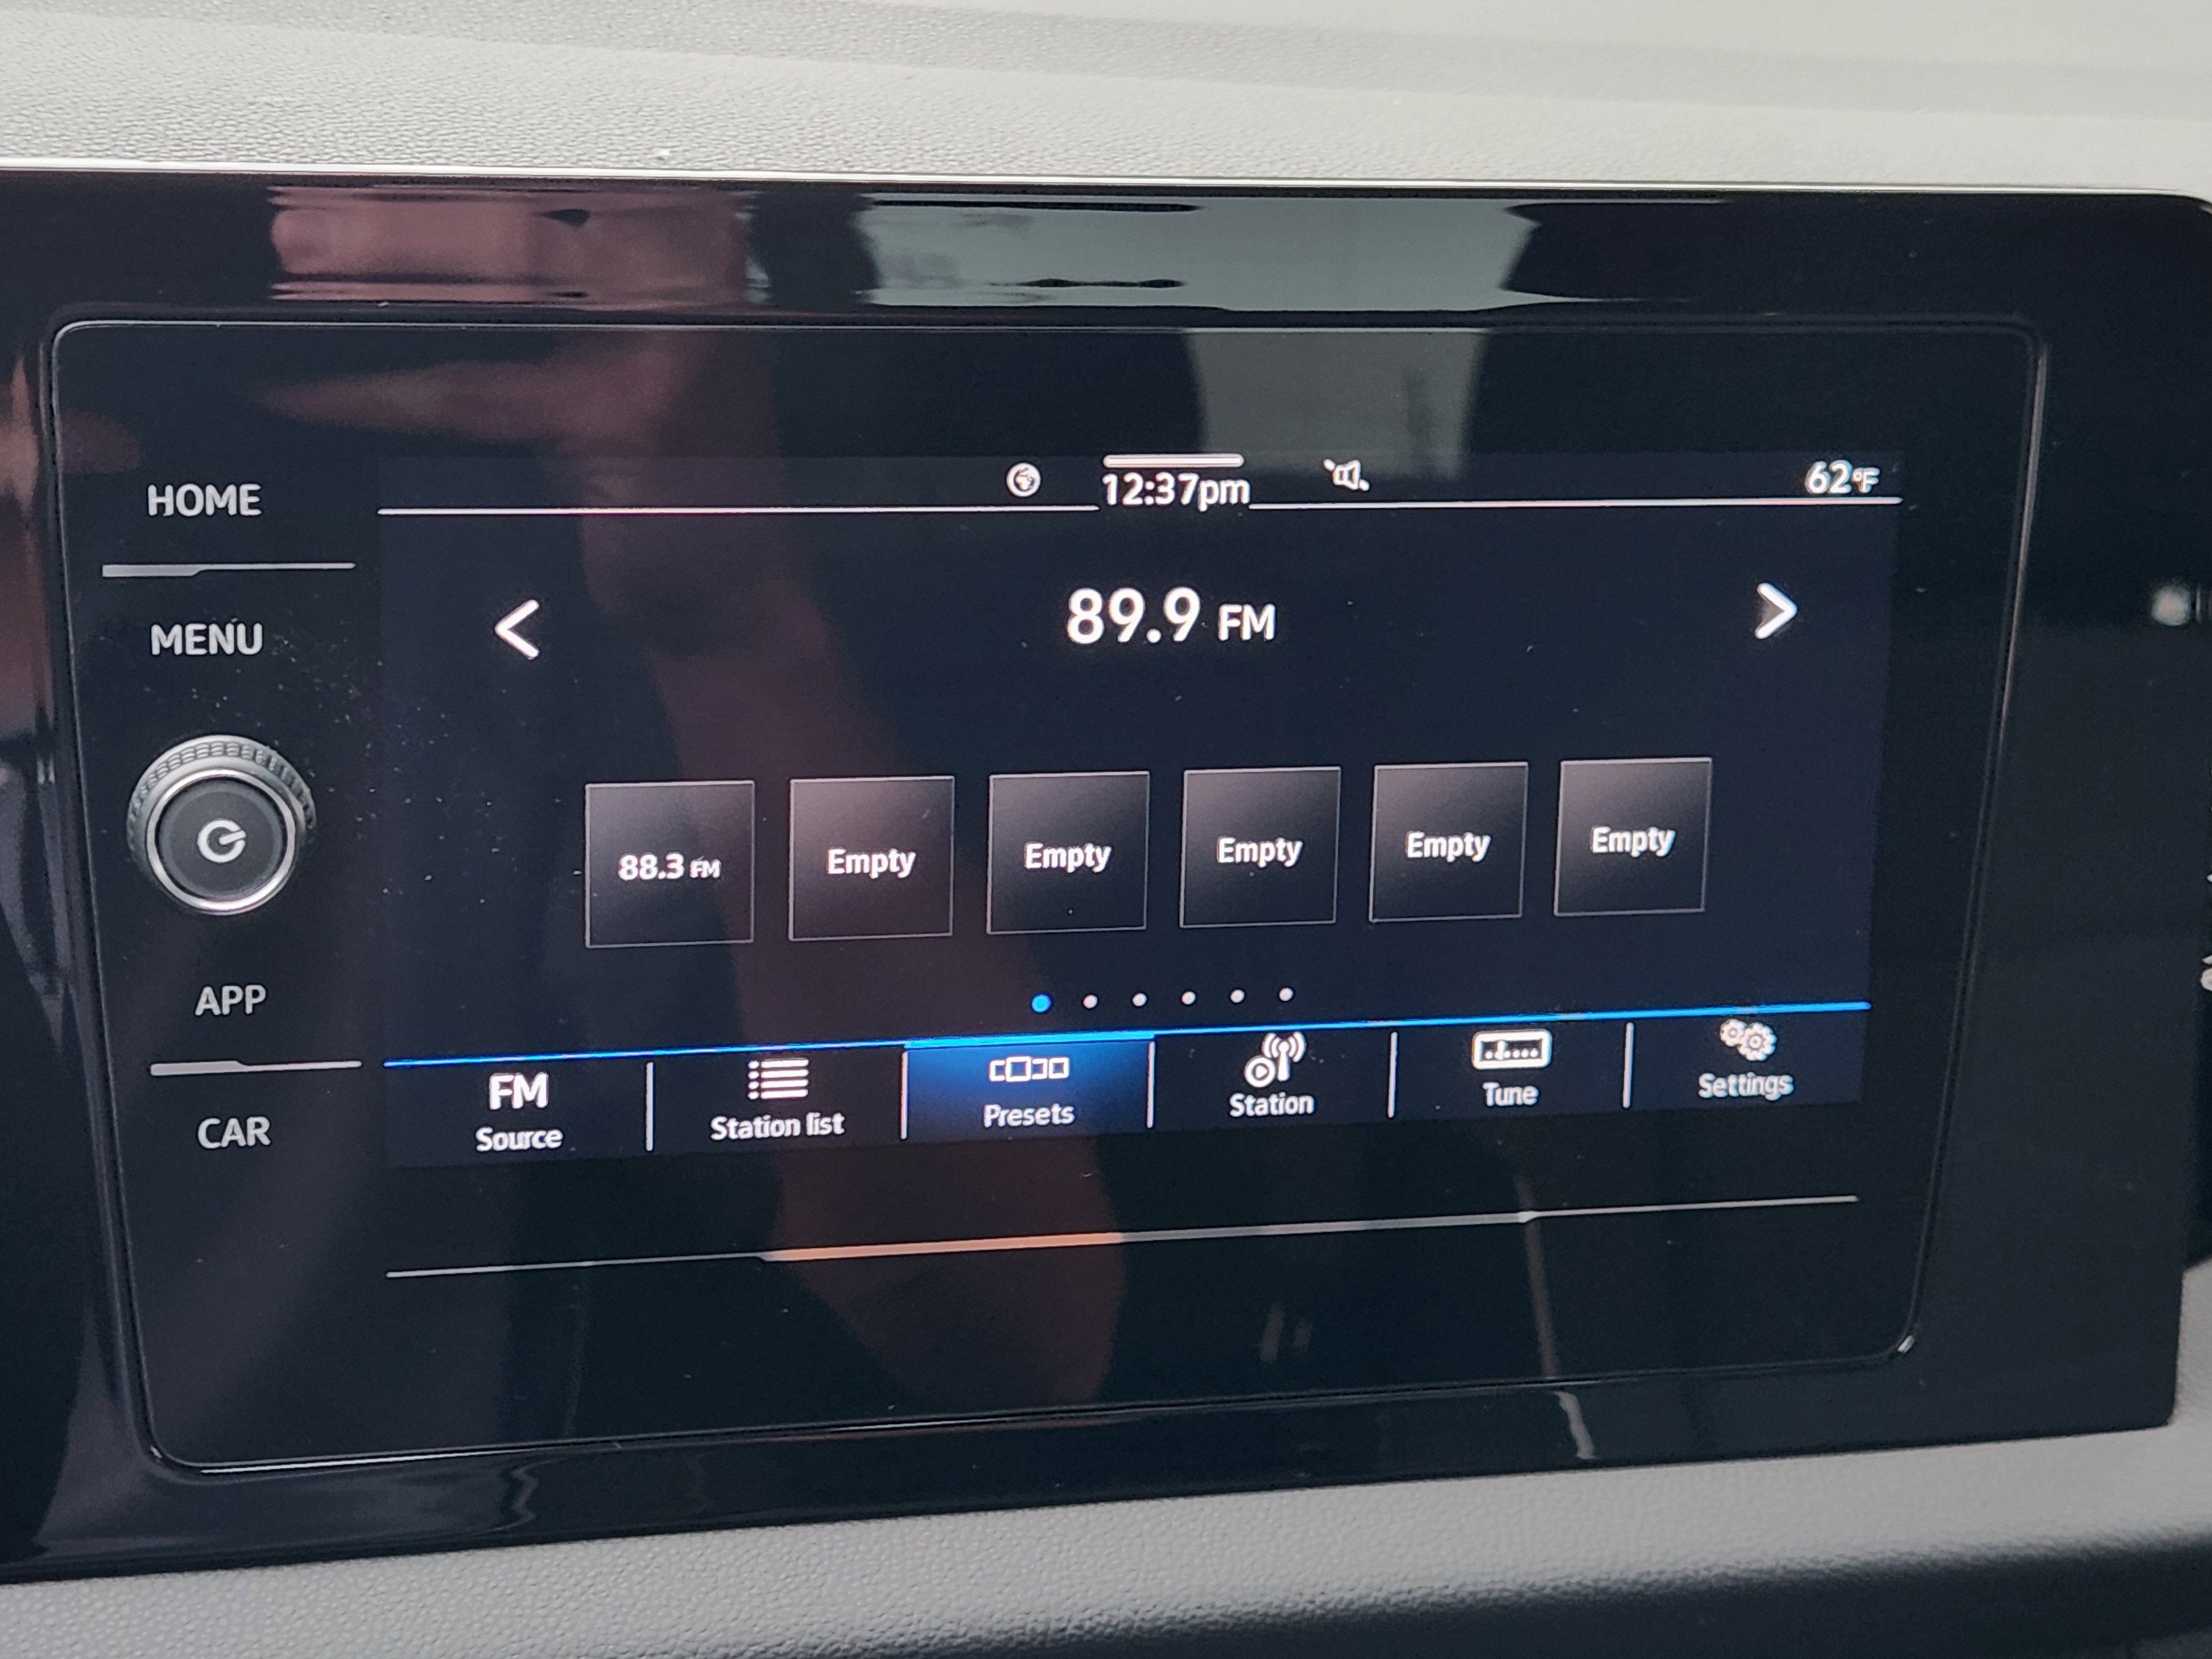 HOME
MENU
APP
CAR
12:37pm
62°F
89.9 FM
88.3 FM
Empty
Empty
Empty
Empty
Empty
FM
Source
Station list
Presets
Station
Tune
Settings